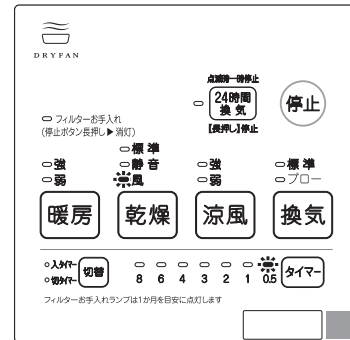 DRYFAN
点滅時一時停止
24時間
換気
停止
【長押し】停止
フィルターお手入れ
(停止ボタン長押し▶消灯)
標準
強 静音 強 標準
弱 風 弱 ブロー
暖房 乾燥 涼風 換気
入タイマー
切タイマー
切替
8 6 4 3 2 1 0.5
タイマー
フィルターお手入れランプは1か月を目安に点灯します